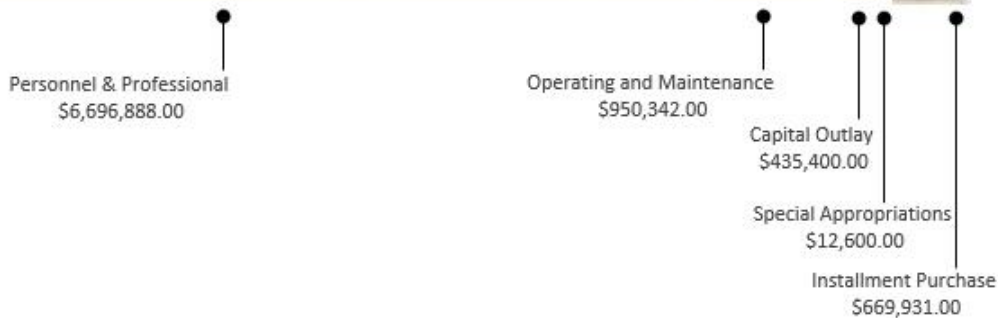 Personnel & Professional
$6,696,888.00
Operating and Maintenance
$950,342.00
Capital Outlay
$435,400.00
Special Appropriations
$12,600.00
Installment Purchase
$669,931.00